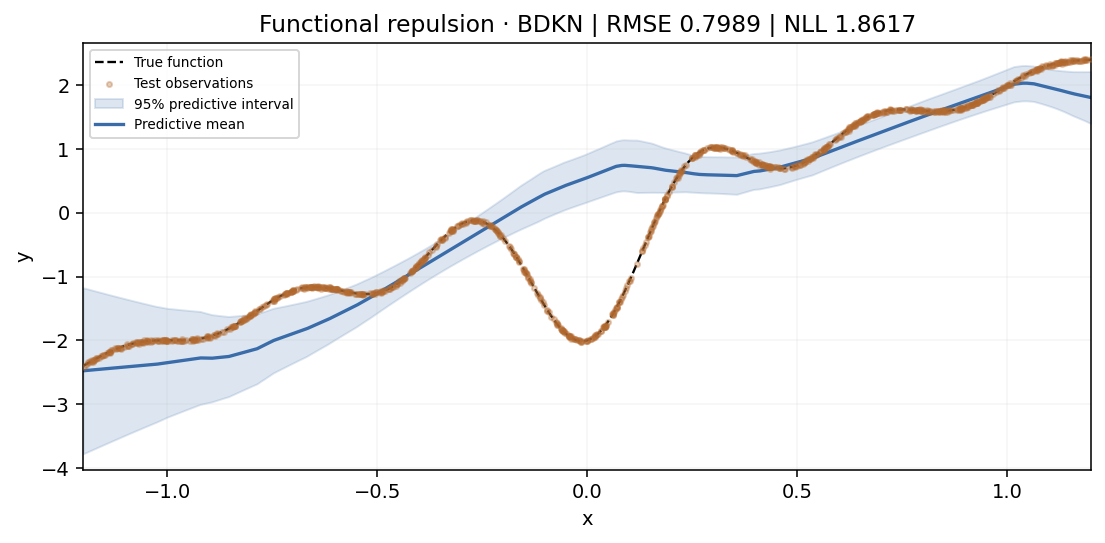 Functional repulsion · BDKN | RMSE 0.7989 | NLL 1.8617
True function
Test observations
95% predictive interval
Predictive mean
2
1
0
−1
−2
−3
−4
y
−1.0
−0.5
0.0
0.5
1.0
x